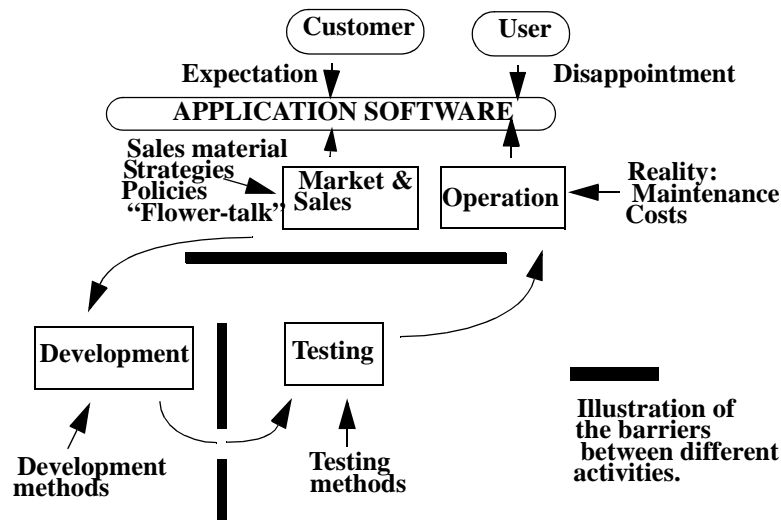 Customer
User
Expectation
Disappointment
APPLICATION SOFTWARE
Sales material
Strategies
Policies
“Flower-talk”
Market &
Sales
Operation
Reality:
Maintenance
Costs
Development
Testing
Development
methods
Testing
methods
Illustration of
the barriers
between different
activities.